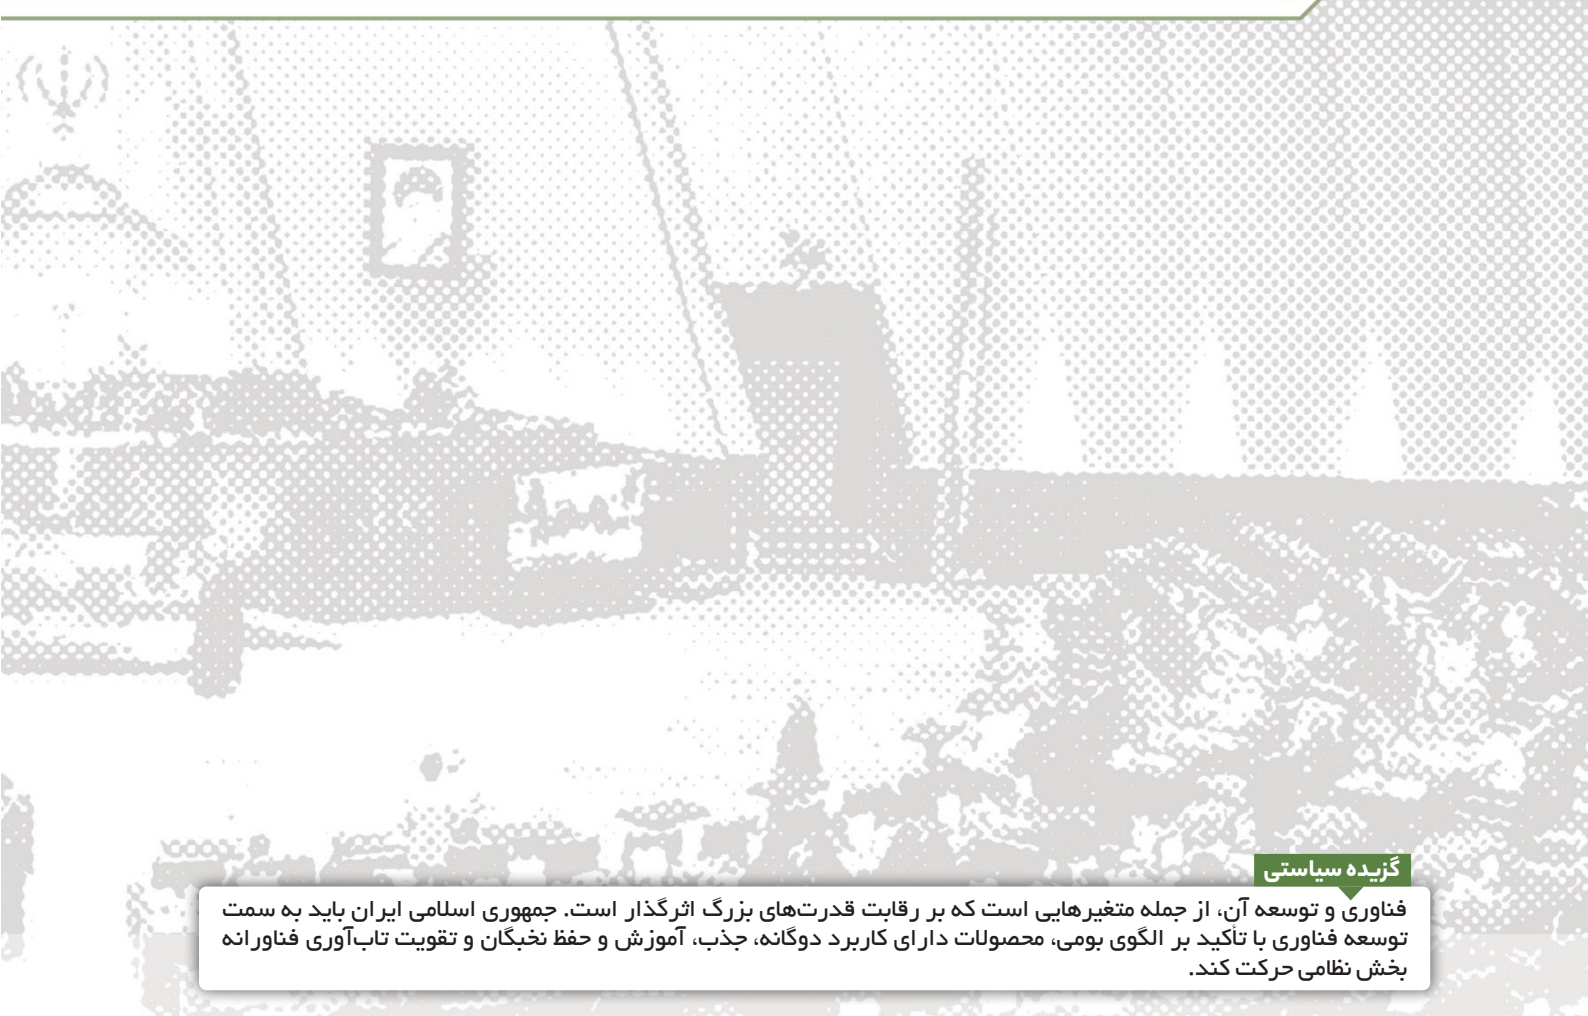 گزیده سیاستی
فناوری و توسعه آن، از جمله متغیرهایی است که بر رقابت قدرت‌های بزرگ اثرگذار است. جمهوری اسلامی ایران باید به سمت
توسعه فناوری با تأکید بر الگوی بومی، محصولات دارای کاربرد دوگانه، جذب، آموزش و حفظ نخبگان و تقویت تاب‌آوری فناورانه
بخش نظامی حرکت کند.